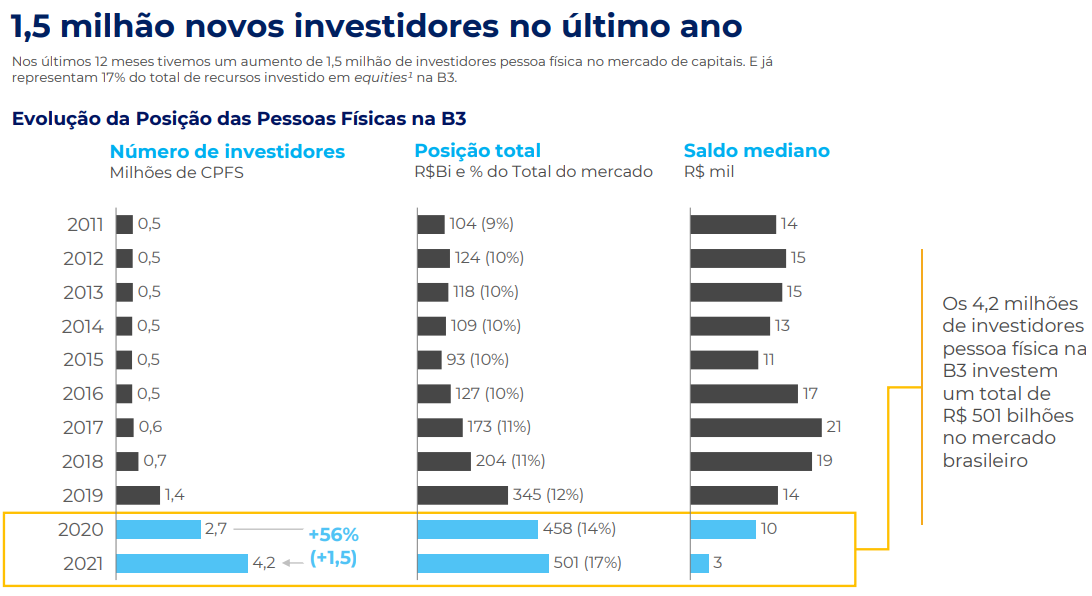 1,5 milhão novos investidores no último ano
Nos últimos 12 meses tivemos um aumento de 1,5 milhão de investidores pessoa física no mercado de capitais. E já
representam 17% do total de recursos investido em equities¹ na B3.
Evolução da Posição das Pessoas Físicas na B3
Número de investidores
Milhões de CPFS
Posição total
R$Bi e % do Total do mercado
Saldo mediano
R$ mil
2011 0,5 104 (9%) 14
2012 0,5 124 (10%) 15
2013 0,5 118 (10%) 15
2014 0,5 109 (10%) 13
2015 0,5 93 (10%) 11
2016 0,5 127 (10%) 17
2017 0,6 173 (11%) 21
2018 0,7 204 (11%) 19
2019 1,4 345 (12%) 14
2020 2,7 458 (14%) 10
2021 4,2 501 (17%) 3
+56%
(+1,5)
Os 4,2 milhões
de investidores
pessoa física na
B3 investem
um total de
R$ 501 bilhões
no mercado
brasileiro